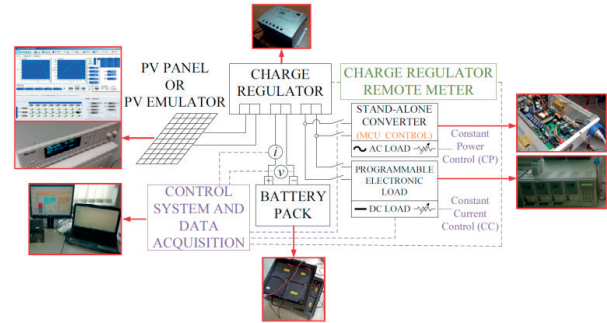 PV PANEL
OR
PV EMULATOR
CHARGE
REGULATOR
CHARGE REGULATOR
REMOTE METER
STAND-ALONE
CONVERTER
(MCU CONTROL)
AC LOAD
Constant
Power
Control (CP)
PROGRAMMABLE
ELECTRONIC
LOAD
DC LOAD
Constant
Current
Control (CC)
i
v
CONTROL
SYSTEM AND
DATA
ACQUISITION
BATTERY
PACK